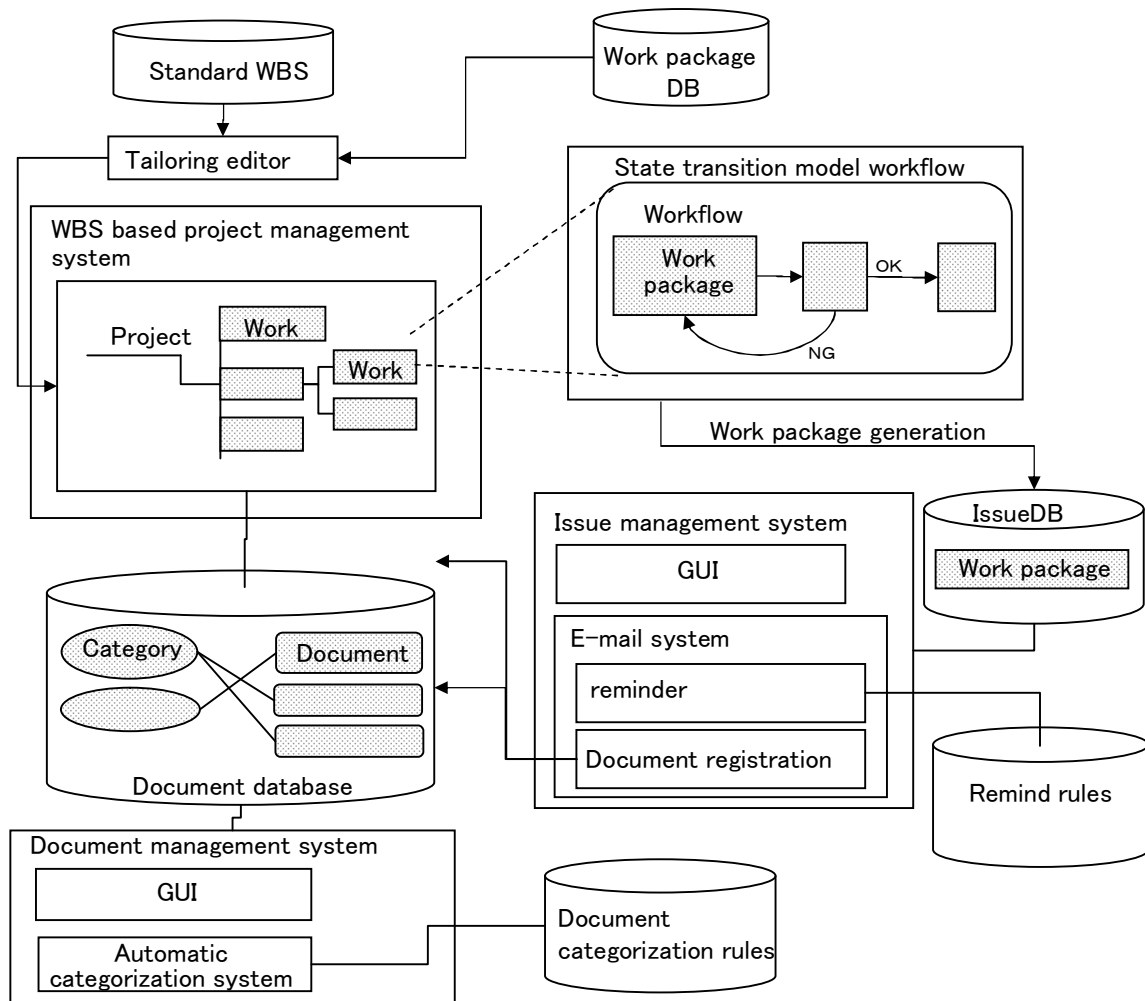 Standard WBS
Work package
DB
Tailoring editor
State transition model workflow
WBS based project management
system
Workflow
Work
package
OK
NG
Project
Work
Work
Work package generation
Issue management system
IssueDB
GUI
Work package
E-mail system
Category
Document
reminder
Document registration
Document database
Remind rules
Document management system
GUI
Document
categorization rules
Automatic
categorization system